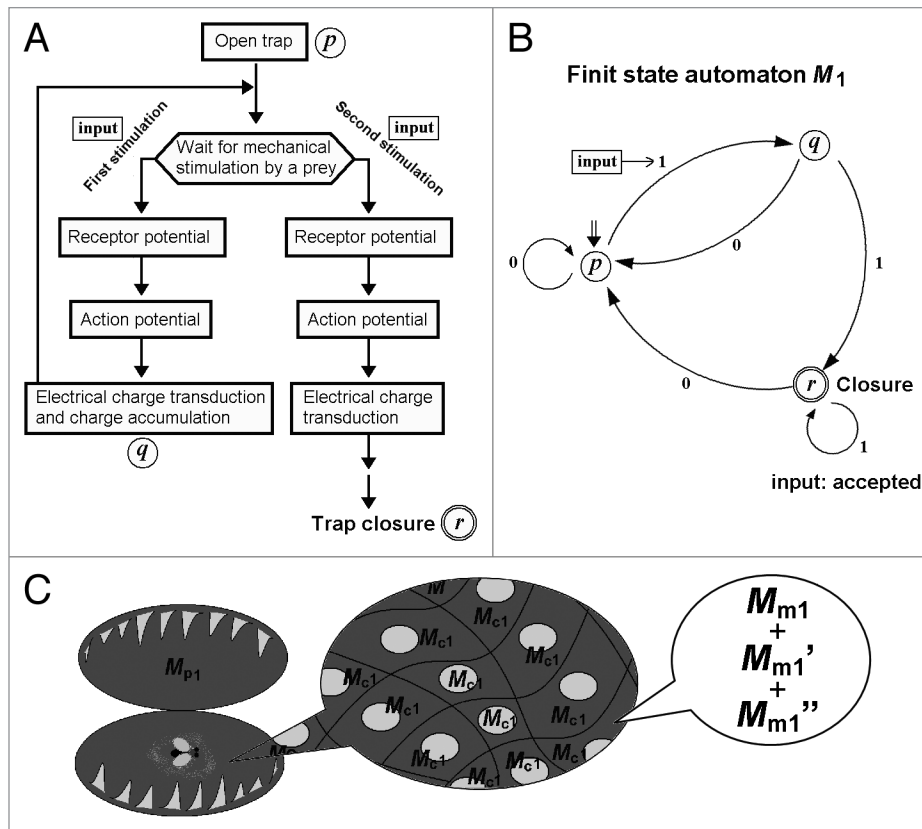 A
Open trap
p
input
First stimulation
Wait for mechanical
stimulation by a prey
input
Second stimulation
Receptor potential
Action potential
Electrical charge transduction
and charge accumulation
q
Receptor potential
Action potential
Electrical charge
transduction
Trap closure r
B
Finit state automaton M1
input
1
q
0
p
0
1
0
r Closure
1
input: accepted
C
Mp1
M
Mc1
Mc1
Mc1
Mc1
Mc1
Mc1
Mc1
Mc1
Mc1
Mc1
Mc1
Mc1
Mc1
Mm1
+
Mm1'
+
Mm1''